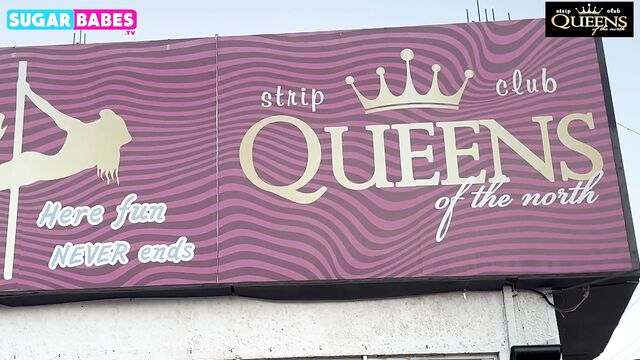 SUGARBABES
.TV
strip club
QUEENS
of the north
strip club
QUEENS
of the north
Here fun
NEVER ends